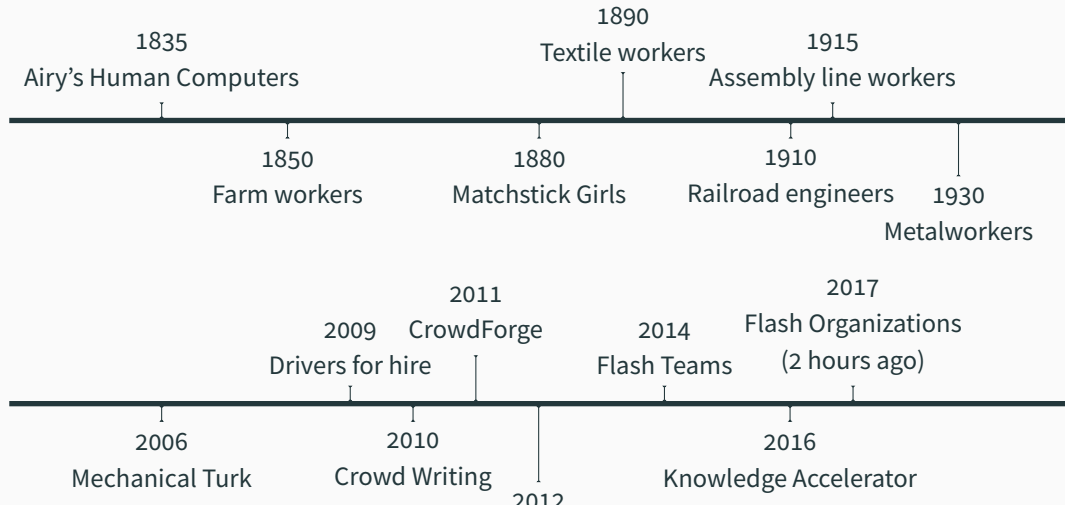 1835
Airy’s Human Computers
1850
Farm workers
1880
Matchstick Girls
1890
Textile workers
1910
Railroad engineers
1915
Assembly line workers
1930
Metalworkers
2006
Mechanical Turk
2009
Drivers for hire
2010
Crowd Writing
2011
CrowdForge
2012
2014
Flash Teams
2016
Knowledge Accelerator
2017
Flash Organizations
(2 hours ago)